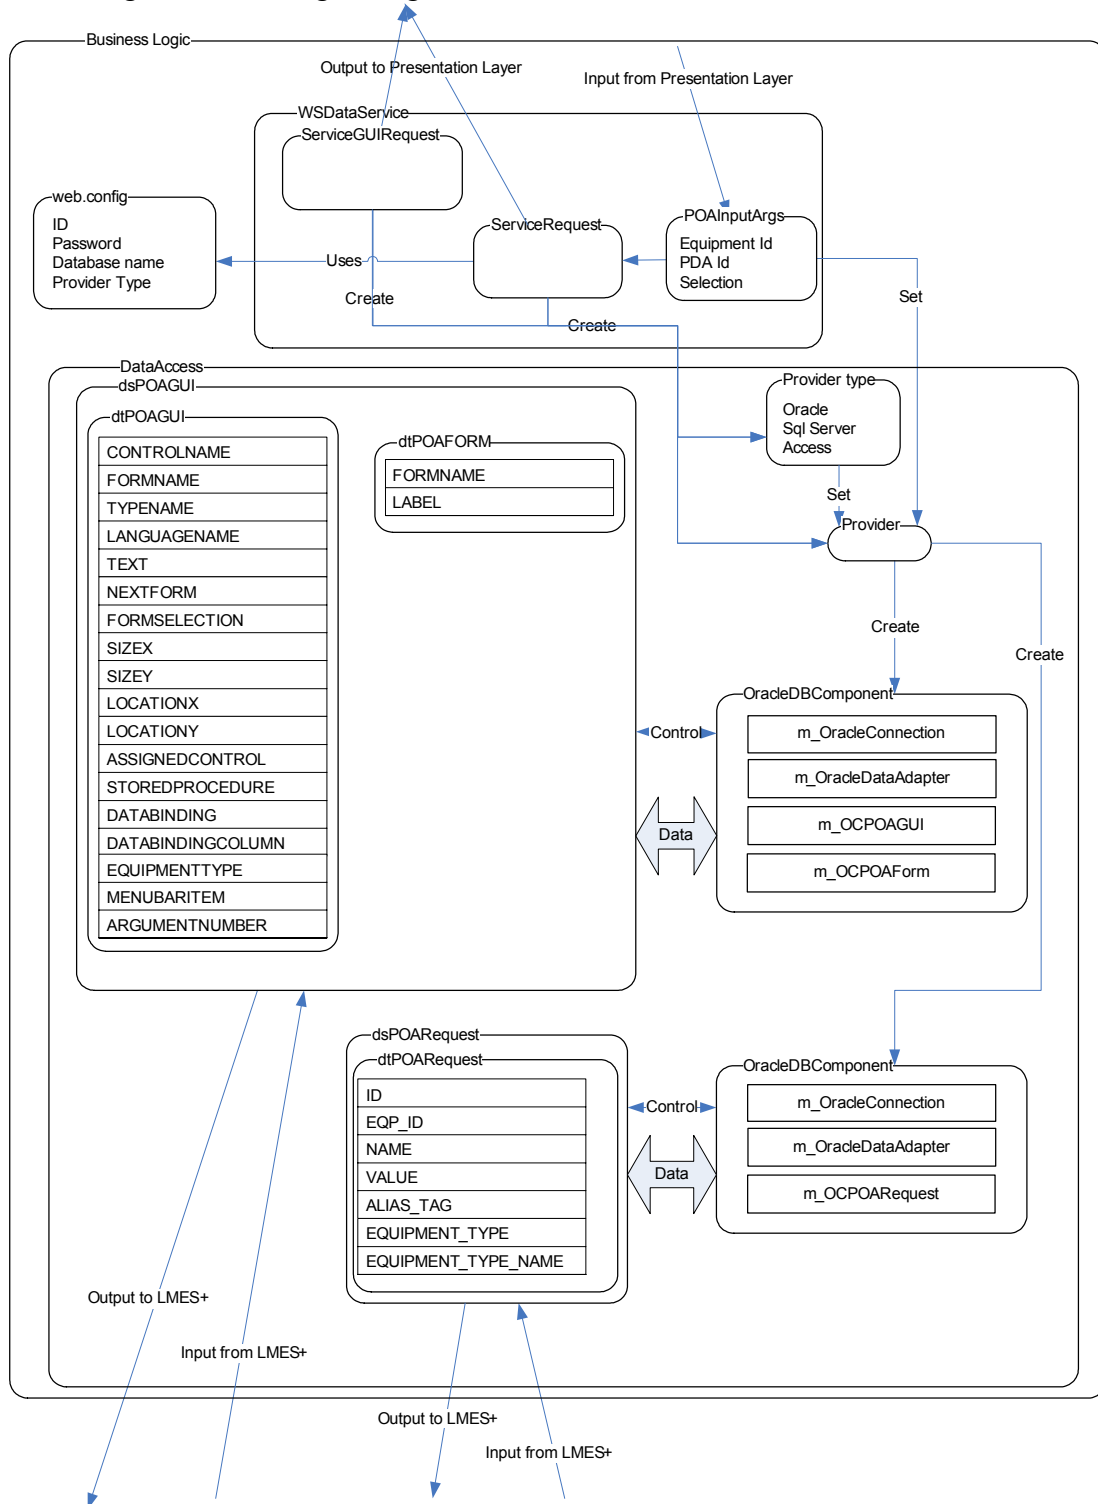 Business Logic
Output to Presentation Layer
Input from Presentation Layer
WSDataService
ServiceGUIRequest
web.config
ID
Password
Database name
Provider Type
ServiceRequest
POAInputArgs
Equipment Id
PDA Id
Selection
Uses
Create
Create
Set
DataAccess
dsPOAGUI
dtPOAGUI
CONTROLNAME
FORMNAME
TYPENAME
LANGUAGENAME
TEXT
NEXTFORM
FORMSELECTION
SIZEX
SIZEY
LOCATIONX
LOCATIONY
ASSIGNEDCONTROL
STOREDPROCEDURE
DATABINDING
DATABINDINGCOLUMN
EQUIPMENTTYPE
MENUBARITEM
ARGUMENTNUMBER
dtPOAFORM
FORMNAME
LABEL
Provider type
Oracle
Sql Server
Access
Set
Provider
Create
Create
OracleDBComponent
Control
m_OracleConnection
m_OracleDataAdapter
Data
m_OCPOAGUI
m_OCPOAForm
dsPOARequest
dtPOARequest
ID
EQP_ID
NAME
VALUE
ALIAS_TAG
EQUIPMENT_TYPE
EQUIPMENT_TYPE_NAME
OracleDBComponent
Control
m_OracleConnection
m_OracleDataAdapter
Data
m_OCPOARequest
Output to LMES+
Input from LMES+
Output to LMES+
Input from LMES+